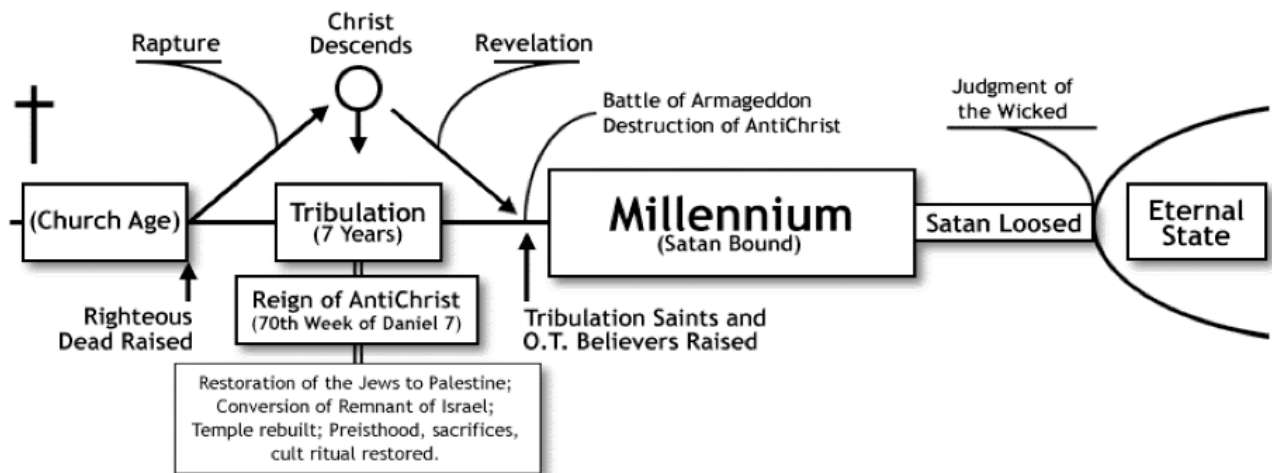 Rapture
Christ
Descends
Revelation
Battle of Armageddon
Destruction of AntiChrist
Judgment of
the Wicked
(Church Age)
Tribulation
(7 Years)
Millennium
(Satan Bound)
Satan Loosed
Eternal
State
Righteous
Dead Raised
Reign of AntiChrist
(70th Week of Daniel 7)
Tribulation Saints and
O.T. Believers Raised
Restoration of the Jews to Palestine;
Conversion of Remnant of Israel;
Temple rebuilt; Preisthood, sacrifices,
cult ritual restored.